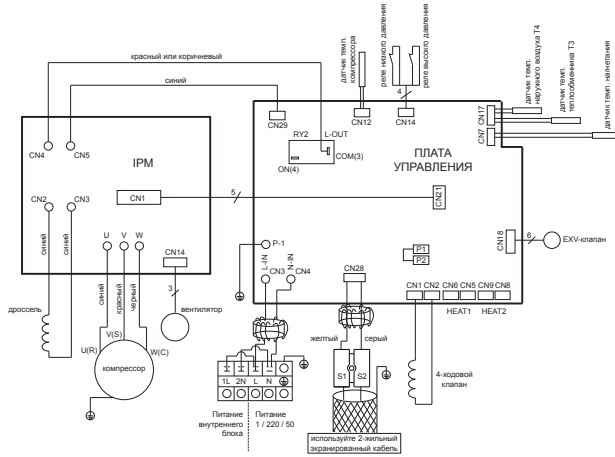 красный или коричневый
синий
датчик темп.
компрессора
реле низкого давления
реле высокого давления
4
датчик темп.
наружного воздуха T4
датчик темп.
теплообменника T3
датчик темп. нагнетания
CN29
CN12
CN14
CN17
CN7
CN4
CN5
IPM
RY2
L-OUT
ON(4)
COM(3)
ПЛАТА
УПРАВЛЕНИЯ
CN1
5
CN21
CN2
CN3
U
V
W
CN14
3
P-1
L-IN
N-IN
CN3
CN4
CN28
P1
P2
CN18
6
EXV-клапан
CN1
CN2
CN6
CN5
CN9
CN8
HEAT1
HEAT2
синий
синий
синий
красный
черный
дроссель
вентилятор
V(S)
U(R)
W(C)
компрессор
желтый
серый
S1
S2
4-ходовой
клапан
1L
2N
L
N
Питание
внутреннего
блока
Питание
1 / 220 / 50
используйте 2-жильный
экранированный кабель